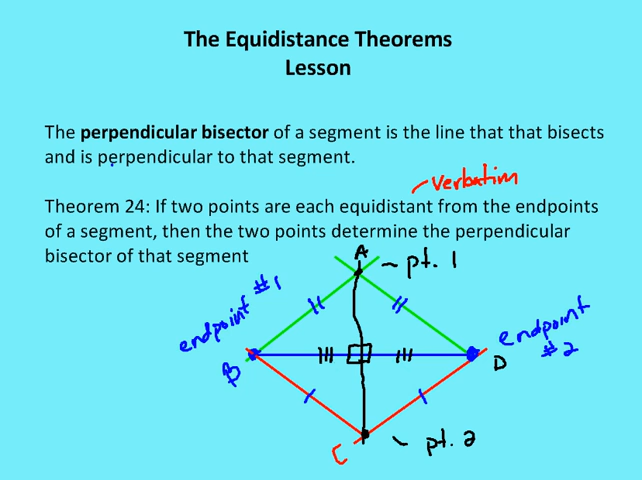 The Equidistance Theorems
Lesson
The perpendicular bisector of a segment is the line that that bisects
and is perpendicular to that segment.
verbatim
Theorem 24: If two points are each equidistant from the endpoints
of a segment, then the two points determine the perpendicular
bisector of that segment
A
pt. 1
endpoint #1
endpoint
#2
B
D
C
pt. 2